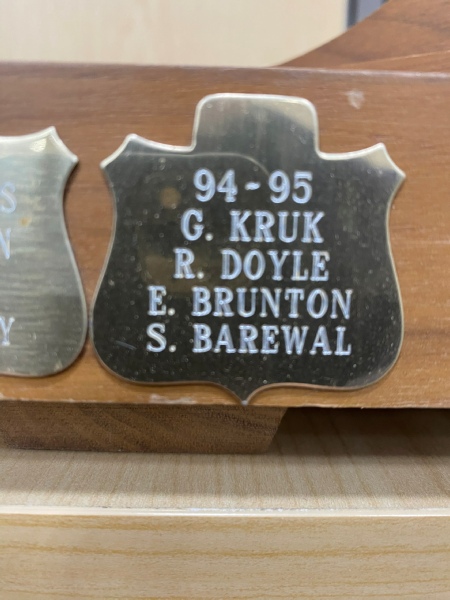 94-95
G. KRUK
R. DOYLE
E. BRUNTON
S. BAREWAL
S
N
Y